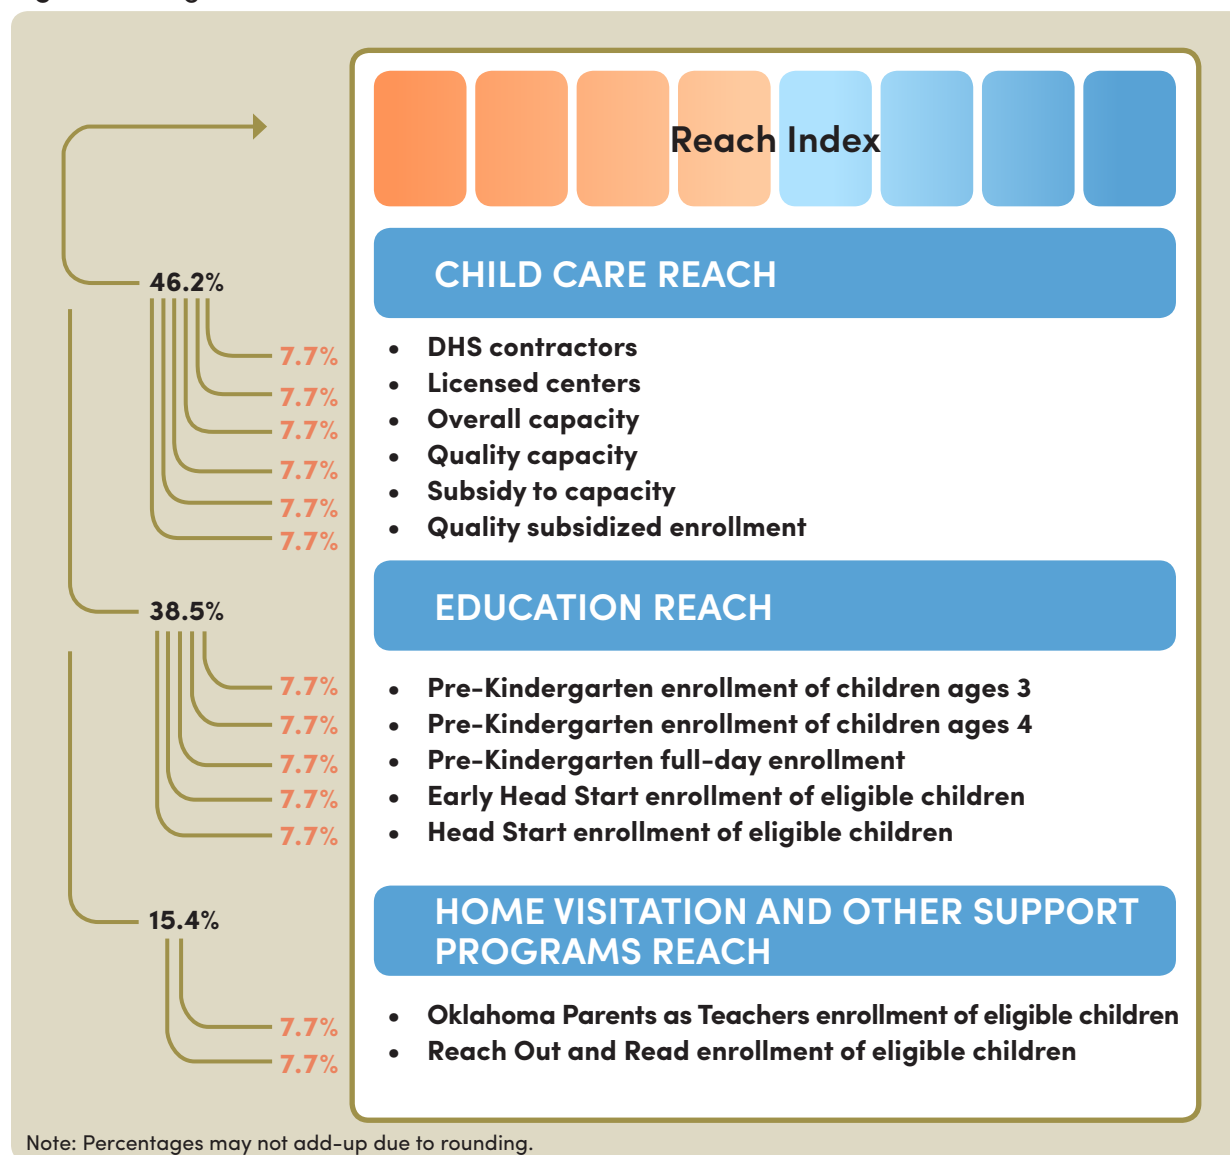 Reach Index
CHILD CARE REACH
46.2%
7.7% • DHS contractors
7.7% • Licensed centers
7.7% • Overall capacity
7.7% • Quality capacity
7.7% • Subsidy to capacity
7.7% • Quality subsidized enrollment
EDUCATION REACH
38.5%
7.7% • Pre-Kindergarten enrollment of children ages 3
7.7% • Pre-Kindergarten enrollment of children ages 4
7.7% • Pre-Kindergarten full-day enrollment
7.7% • Early Head Start enrollment of eligible children
7.7% • Head Start enrollment of eligible children
HOME VISITATION AND OTHER SUPPORT
PROGRAMS REACH
15.4%
7.7% • Oklahoma Parents as Teachers enrollment of eligible children
7.7% • Reach Out and Read enrollment of eligible children
Note: Percentages may not add-up due to rounding.